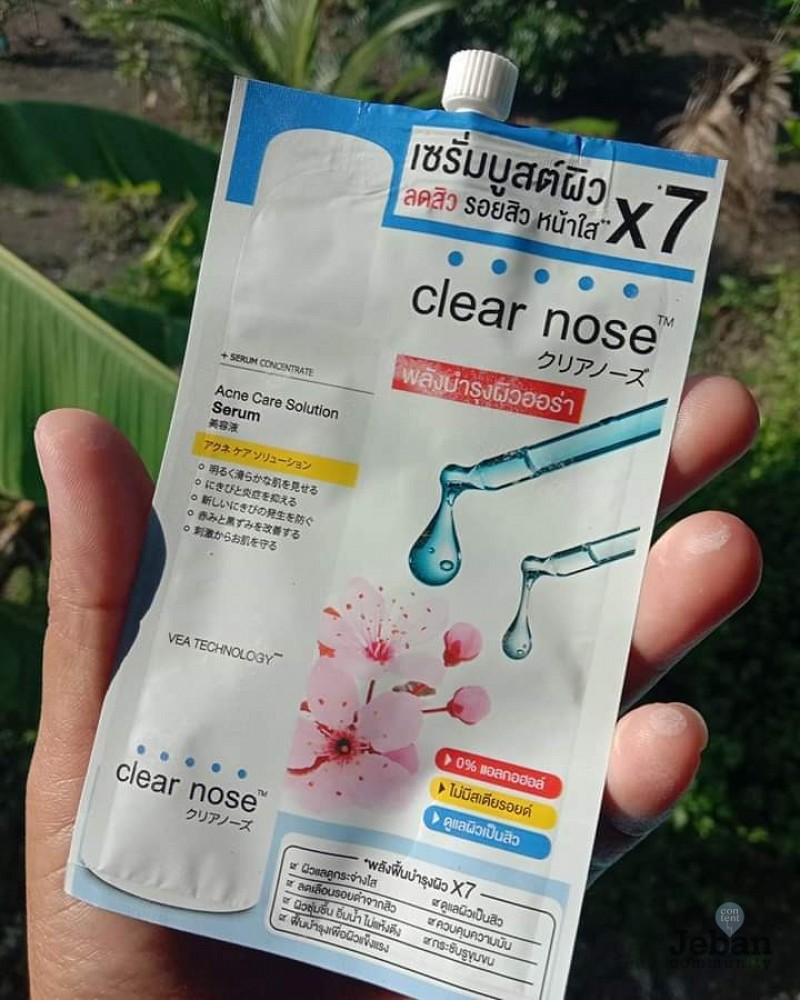 เซรั่มบูสต์ผิว
ลดสิว รอยสิว หน้าใส** x*7
clear nose™
クリアノーズ
พลังบำรุงผิวออร่า
+ SERUM CONCENTRATE
Acne Care Solution
Serum
美容液
アクネ ケア ソリューション
明るく滑らかな肌を見せる
にきびと炎症を抑える
新しいにきびの発生を防ぐ
赤みと黒ずみを改善する
刺激からお肌を守る
VEA TECHNOLOGY
clear nose™
クリアノーズ
0% แอลกอฮอล์
ไม่มีสเตียรอยด์
ดูแลผิวเป็นสิว
*พลังฟื้นบำรุงผิว X7
ผิวแลดูกระจ่างใส
ลดเลือนรอยดำจากสิว
ผิวชุ่มชื้น อิ่มน้ำ ไม่แห้งตึง
ฟื้นบำรุงเพื่อผิวแข็งแรง
ดูแลผิวเป็นสิว
ควบคุมความมัน
กระชับรูขุมขน
con
tent
by
Jeban
community